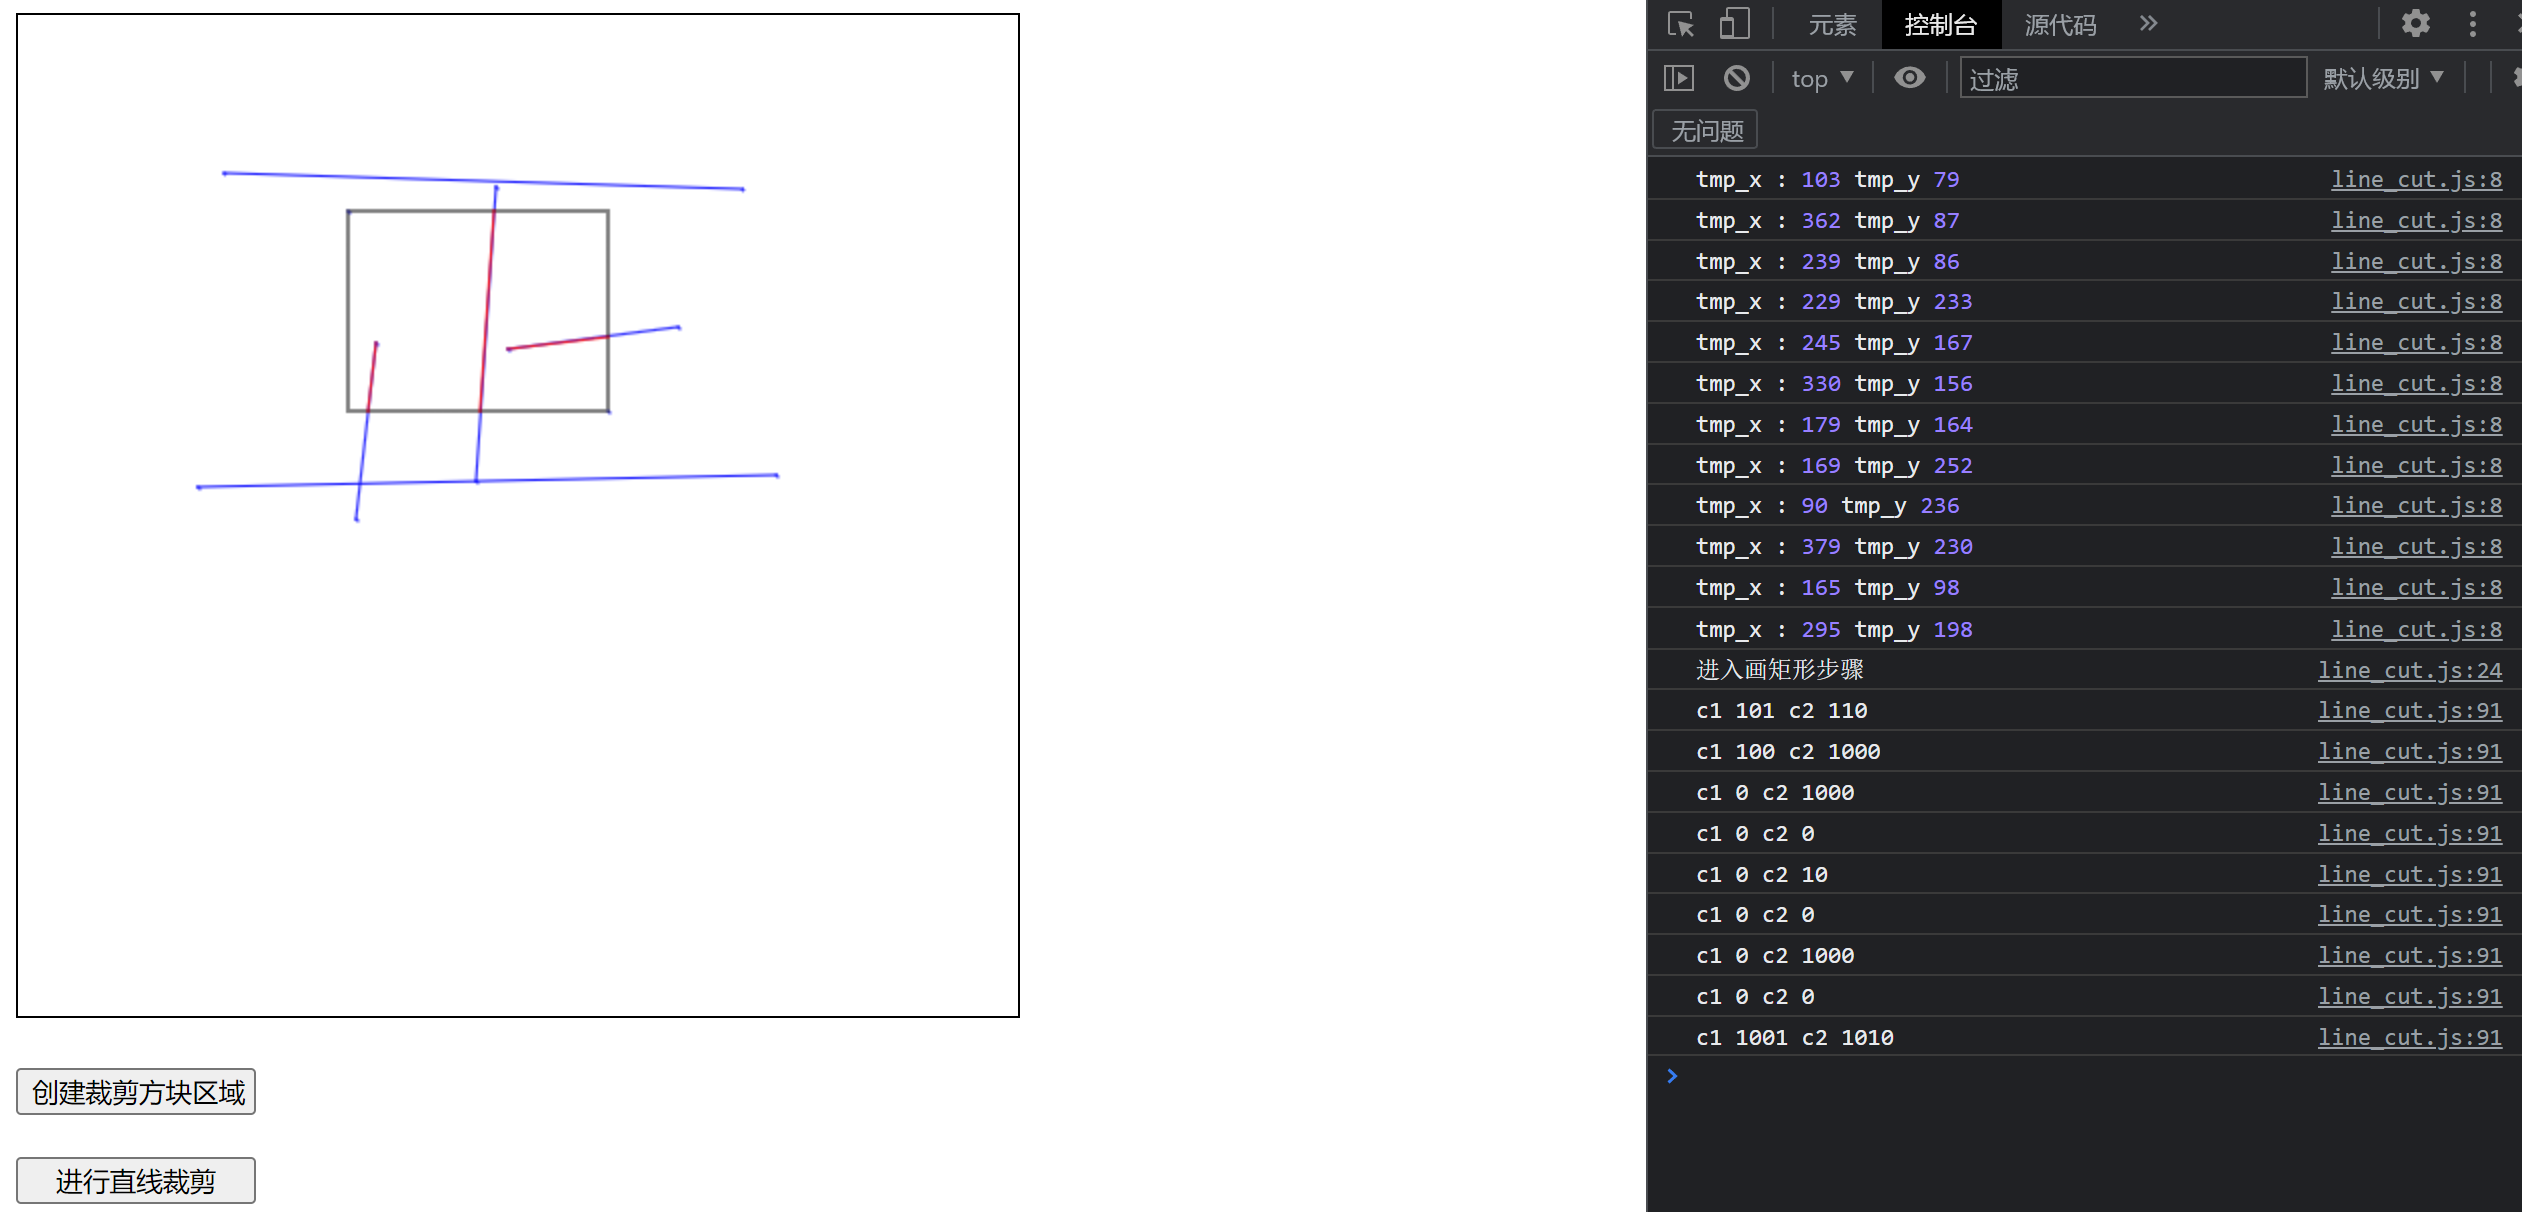 创建裁剪方块区域
进行直线裁剪
元素 控制台 源代码
top 过滤 默认级别
无问题
tmp_x : 103 tmp_y 79 line_cut.js:8
tmp_x : 362 tmp_y 87 line_cut.js:8
tmp_x : 239 tmp_y 86 line_cut.js:8
tmp_x : 229 tmp_y 233 line_cut.js:8
tmp_x : 245 tmp_y 167 line_cut.js:8
tmp_x : 330 tmp_y 156 line_cut.js:8
tmp_x : 179 tmp_y 164 line_cut.js:8
tmp_x : 169 tmp_y 252 line_cut.js:8
tmp_x : 90 tmp_y 236 line_cut.js:8
tmp_x : 379 tmp_y 230 line_cut.js:8
tmp_x : 165 tmp_y 98 line_cut.js:8
tmp_x : 295 tmp_y 198 line_cut.js:8
进入画矩形步骤 line_cut.js:24
c1 101 c2 110 line_cut.js:91
c1 100 c2 1000 line_cut.js:91
c1 0 c2 1000 line_cut.js:91
c1 0 c2 0 line_cut.js:91
c1 0 c2 10 line_cut.js:91
c1 0 c2 0 line_cut.js:91
c1 0 c2 1000 line_cut.js:91
c1 0 c2 0 line_cut.js:91
c1 1001 c2 1010 line_cut.js:91